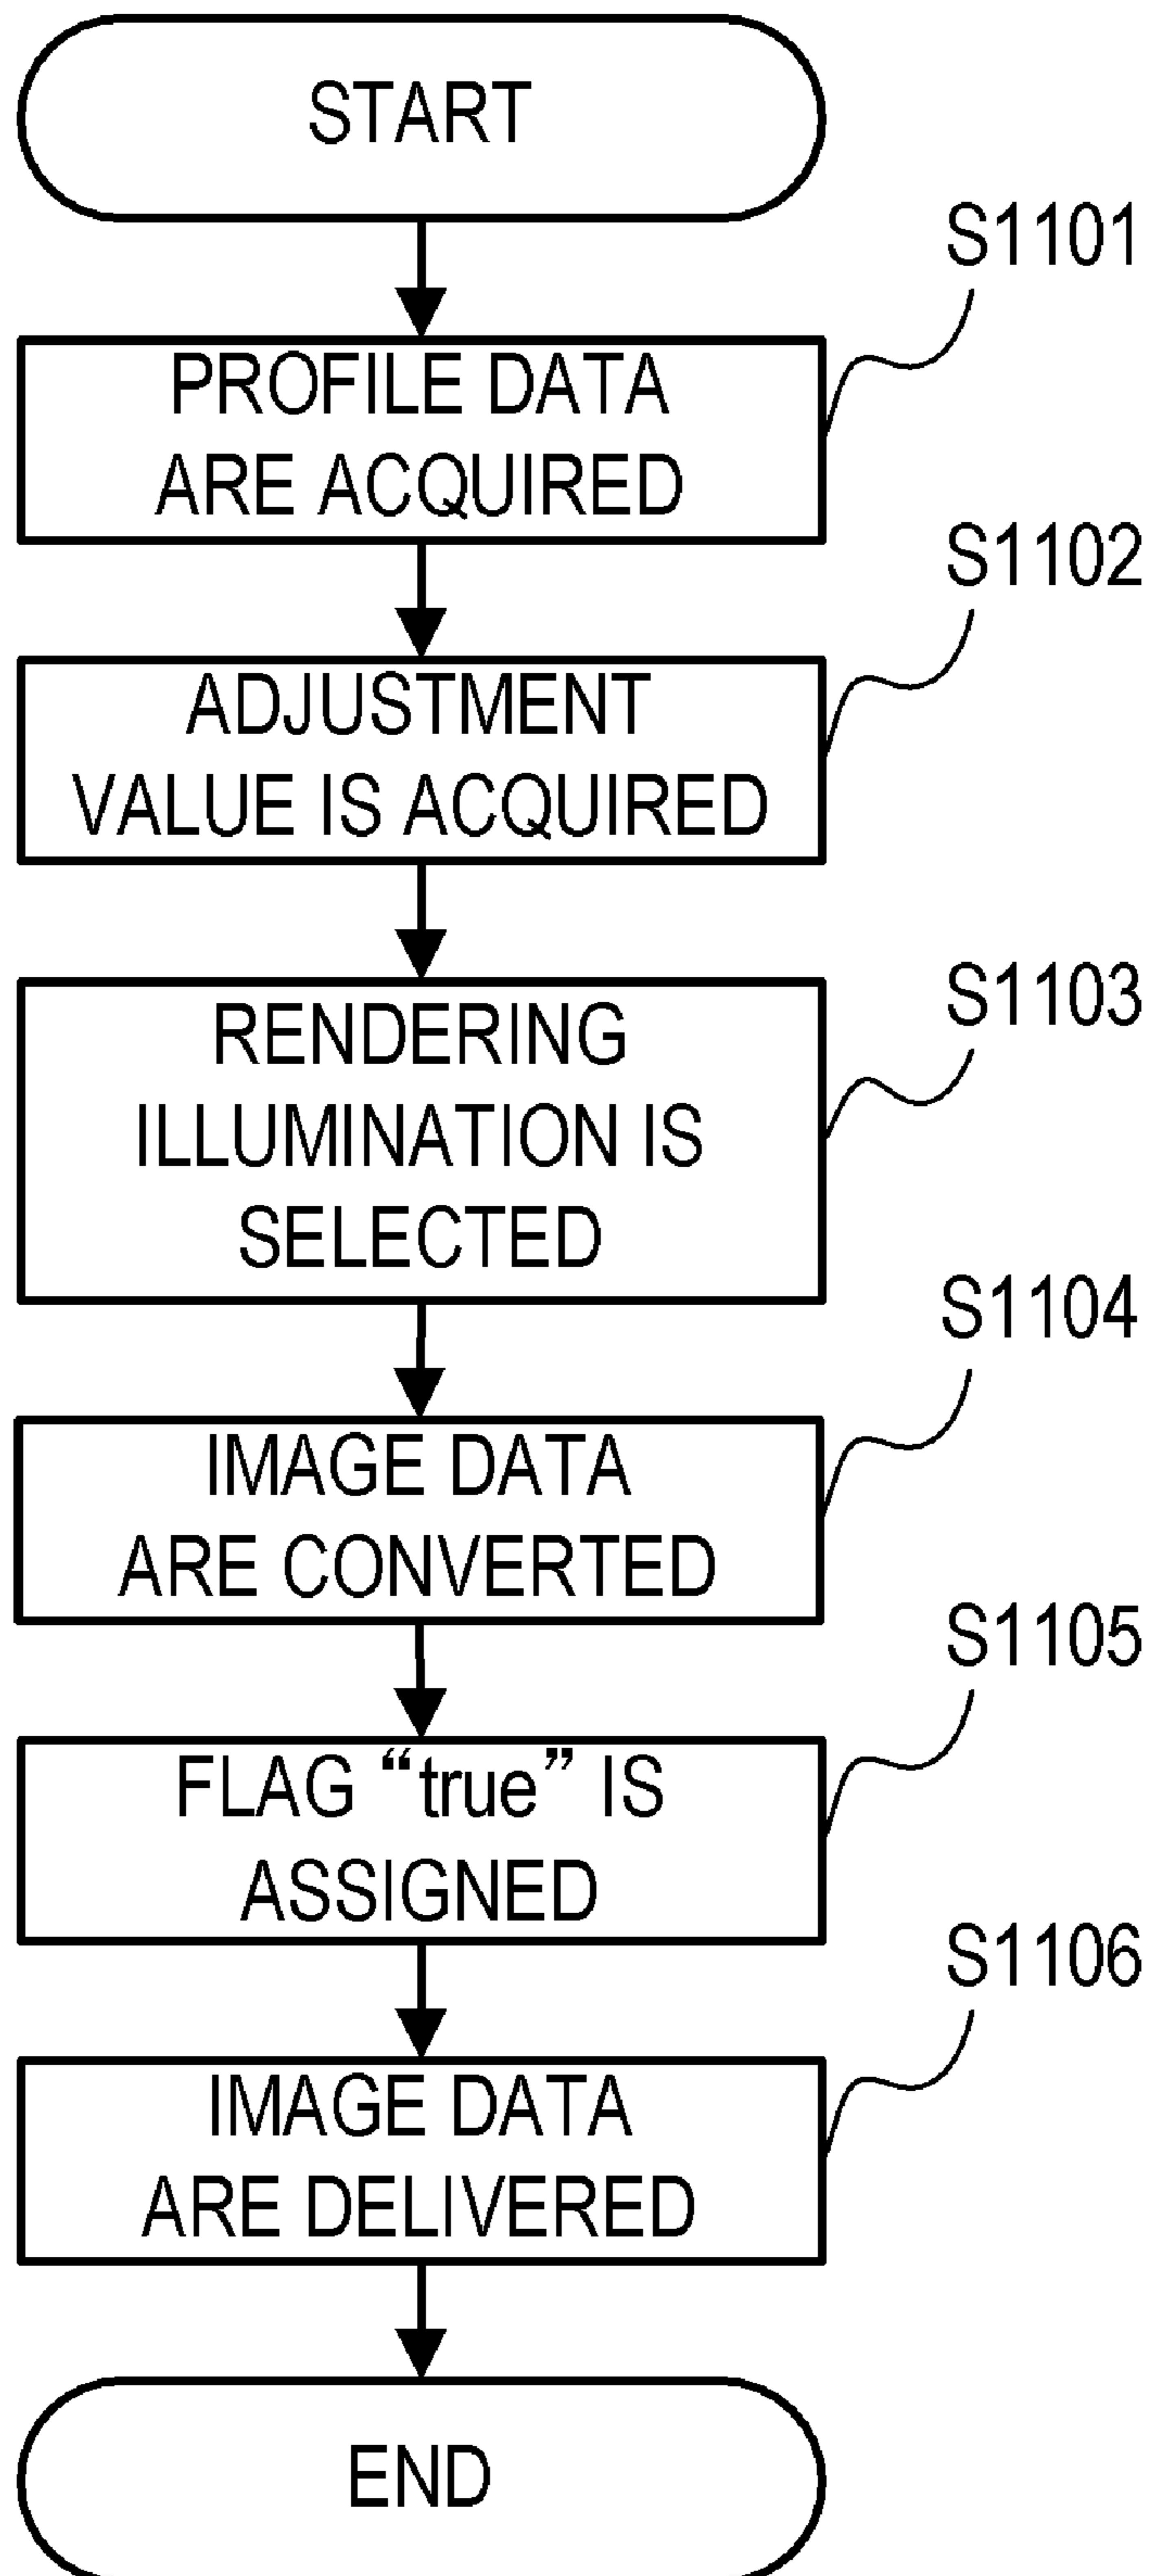 START
S1101
PROFILE DATA
ARE ACQUIRED
S1102
ADJUSTMENT
VALUE IS ACQUIRED
S1103
RENDERING
ILLUMINATION IS
SELECTED
S1104
IMAGE DATA
ARE CONVERTED
S1105
FLAG “true” IS
ASSIGNED
S1106
IMAGE DATA
ARE DELIVERED
END